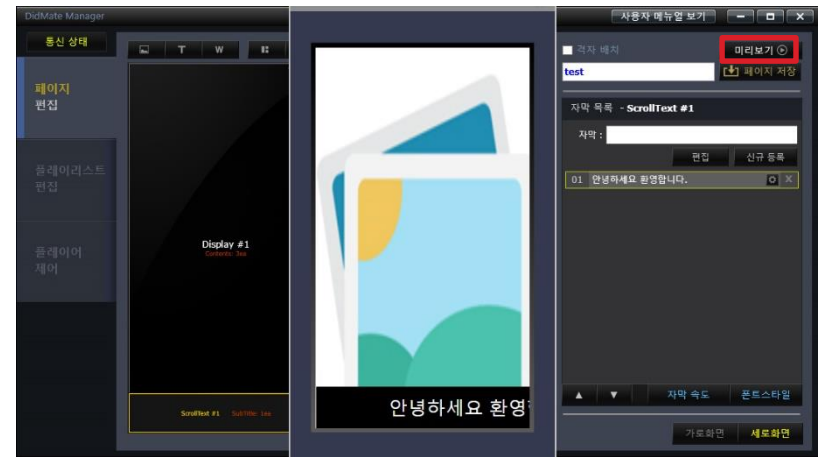 DidMate Manager
사용자 메뉴얼 보기
통신 상태
T W
격자 배치
미리보기
test
페이지 저장
페이지
편집
자막 목록 - ScrollText #1
자막 :
편집 신규 등록
01 안녕하세요 환영합니다.
플레이리스트
편집
플레이어
제어
Display #1
Contents: 3ea
안녕하세요 환영
ScrollText #1 SubTitle: 1ea
▲ ▼ 자막 속도 폰트스타일
가로화면 세로화면